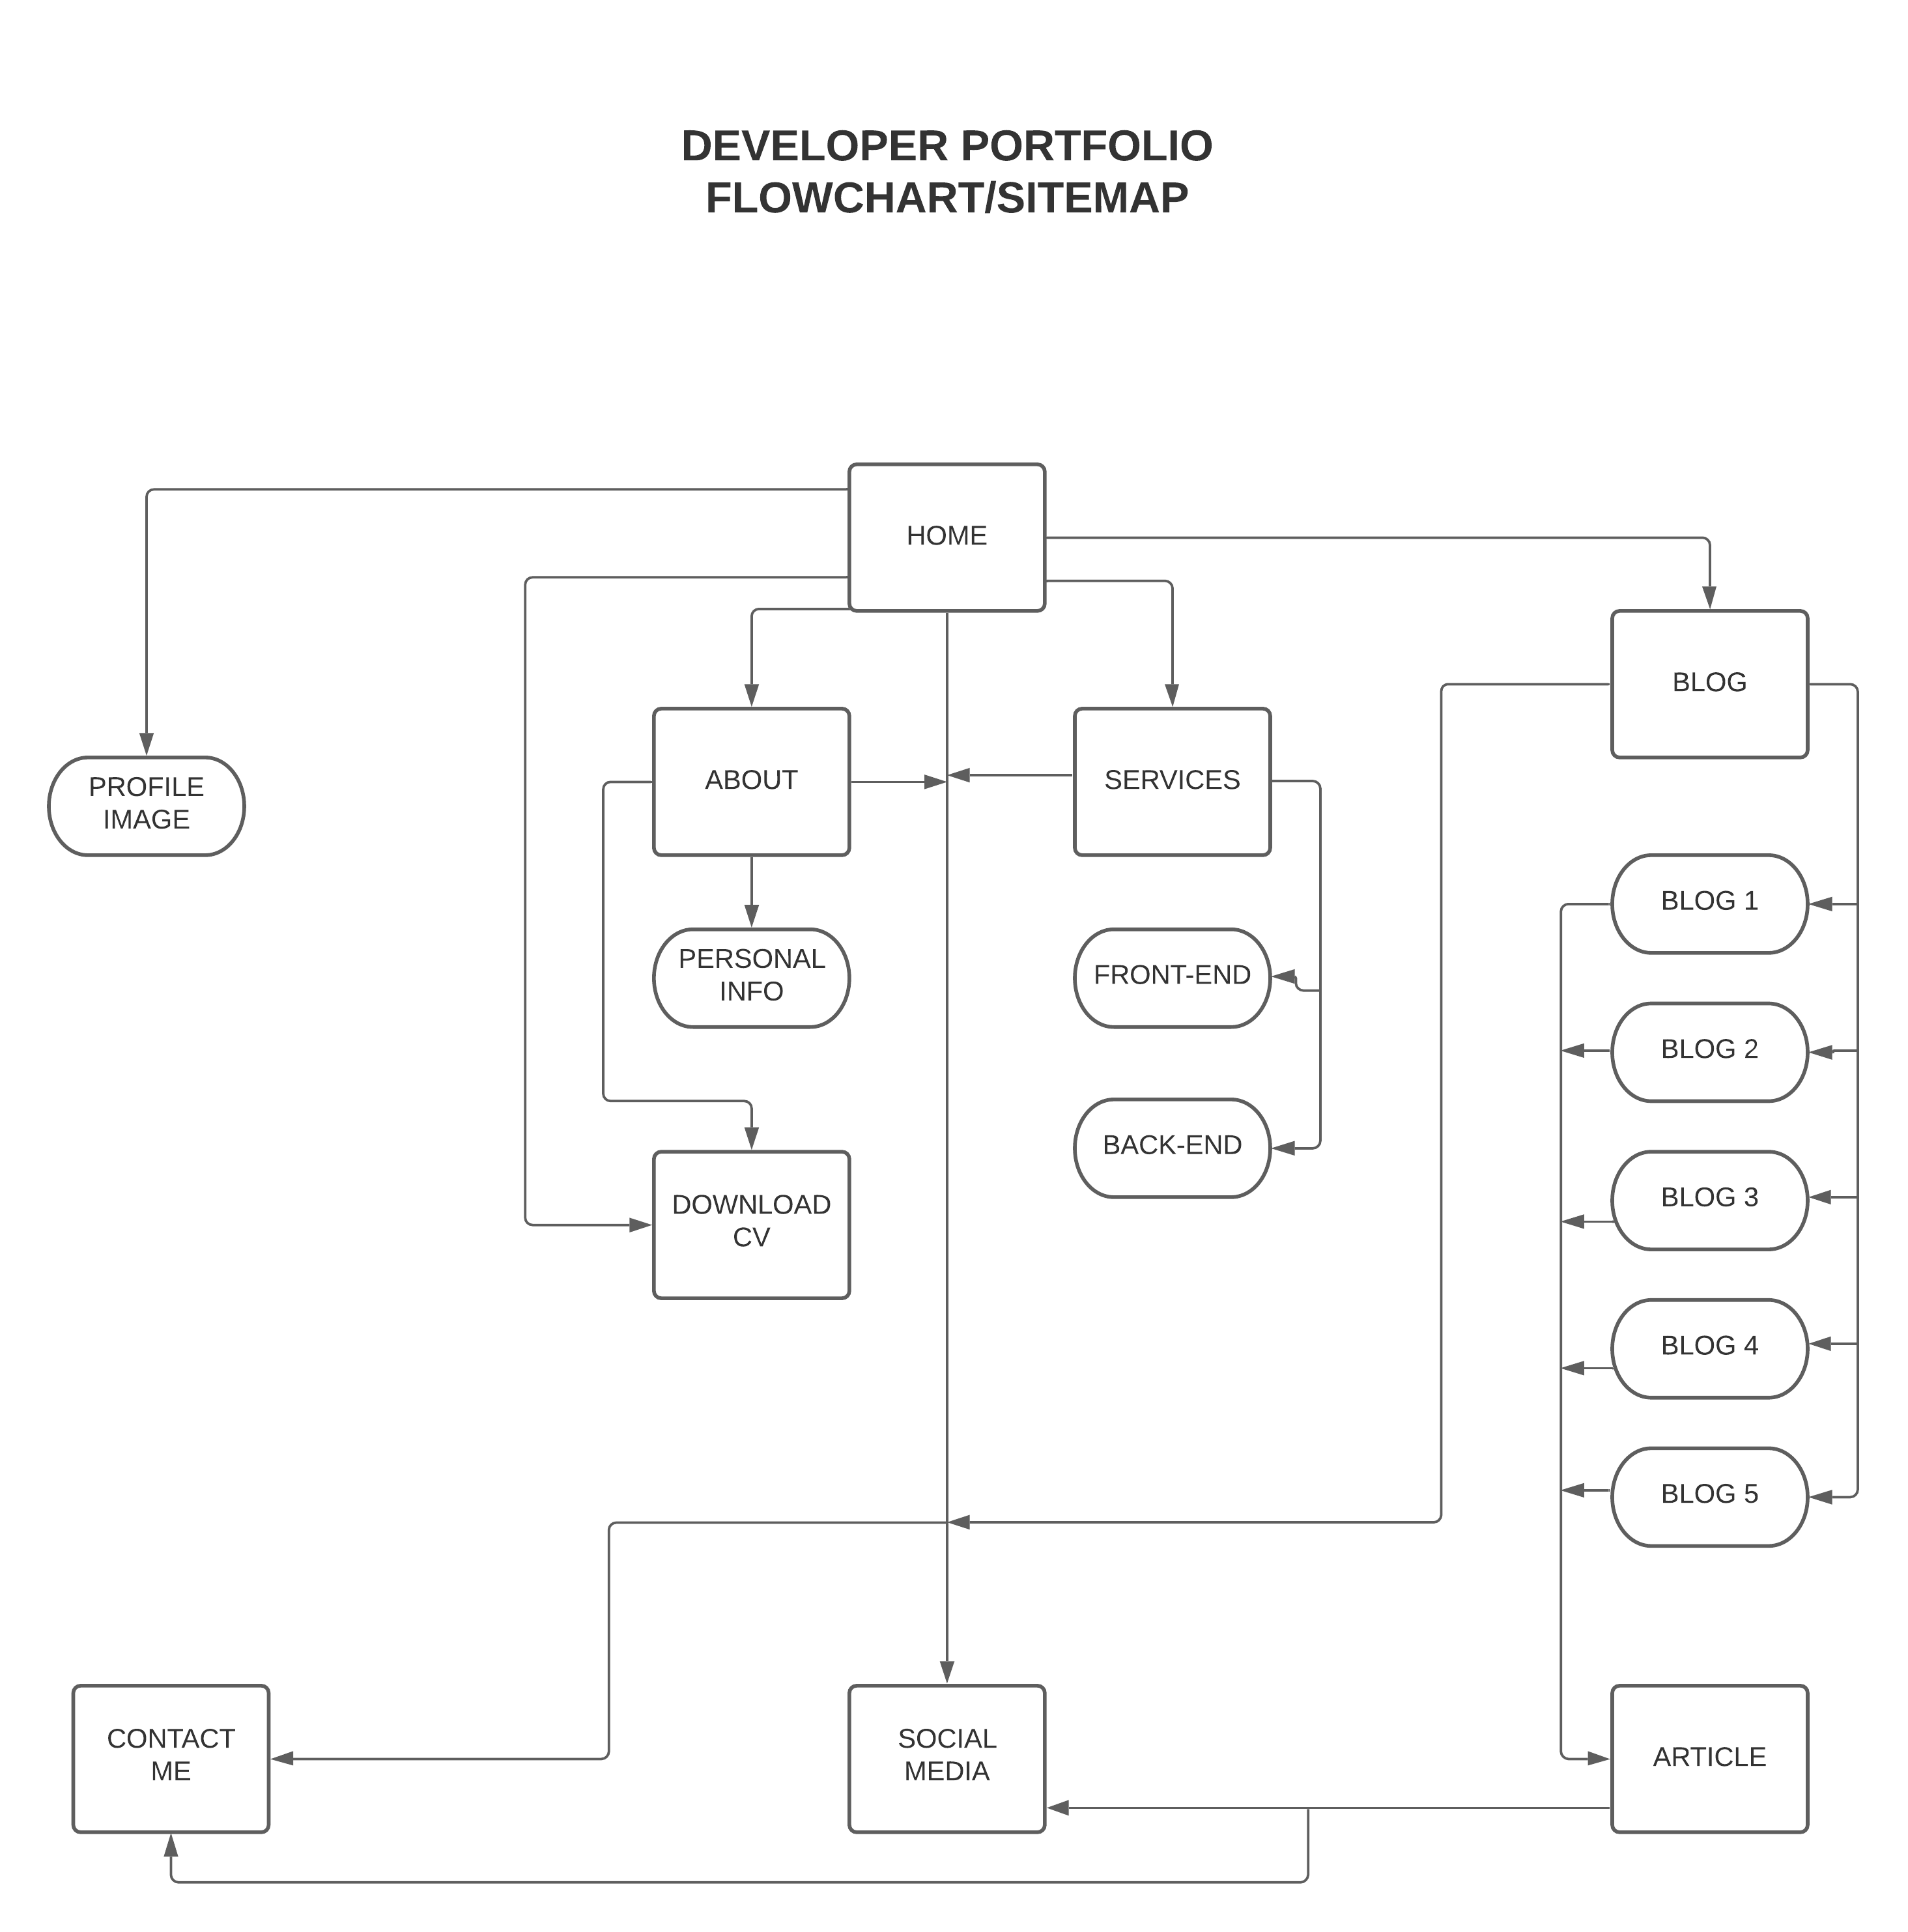 DEVELOPER PORTFOLIO
FLOWCHART/SITEMAP
HOME
BLOG
ABOUT
SERVICES
PROFILE
IMAGE
BLOG 1
PERSONAL
INFO
FRONT-END
BLOG 2
BACK-END
BLOG 3
DOWNLOAD
CV
BLOG 4
BLOG 5
CONTACT
ME
SOCIAL
MEDIA
ARTICLE